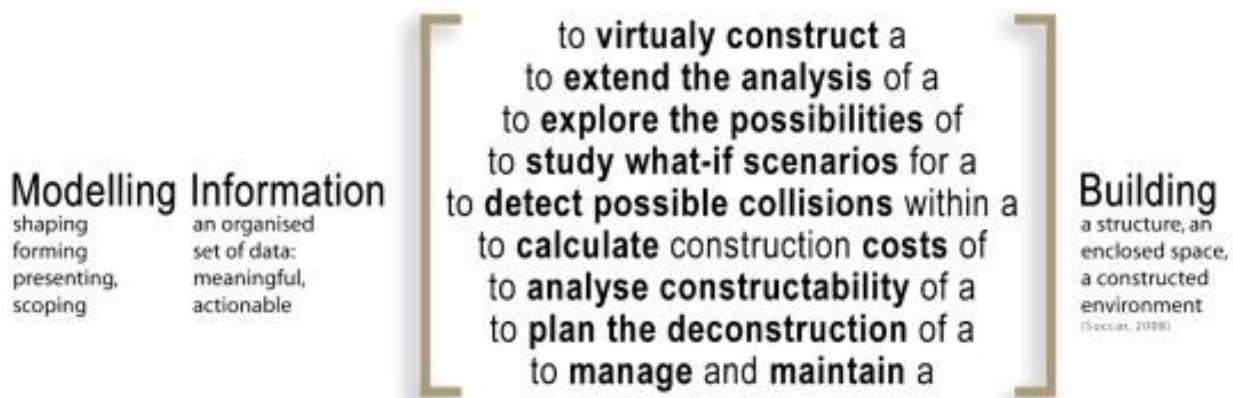 Modelling
shaping
forming
presenting,
scoping
Information
an organised
set of data:
meaningful,
actionable
to virtualy construct a
to extend the analysis of a
to explore the possibilities of
to study what-if scenarios for a
to detect possible collisions within a
to calculate construction costs of
to analyse constructability of a
to plan the deconstruction of a
to manage and maintain a
Building
a structure, an
enclosed space,
a constructed
environment
(Succar, 2008)